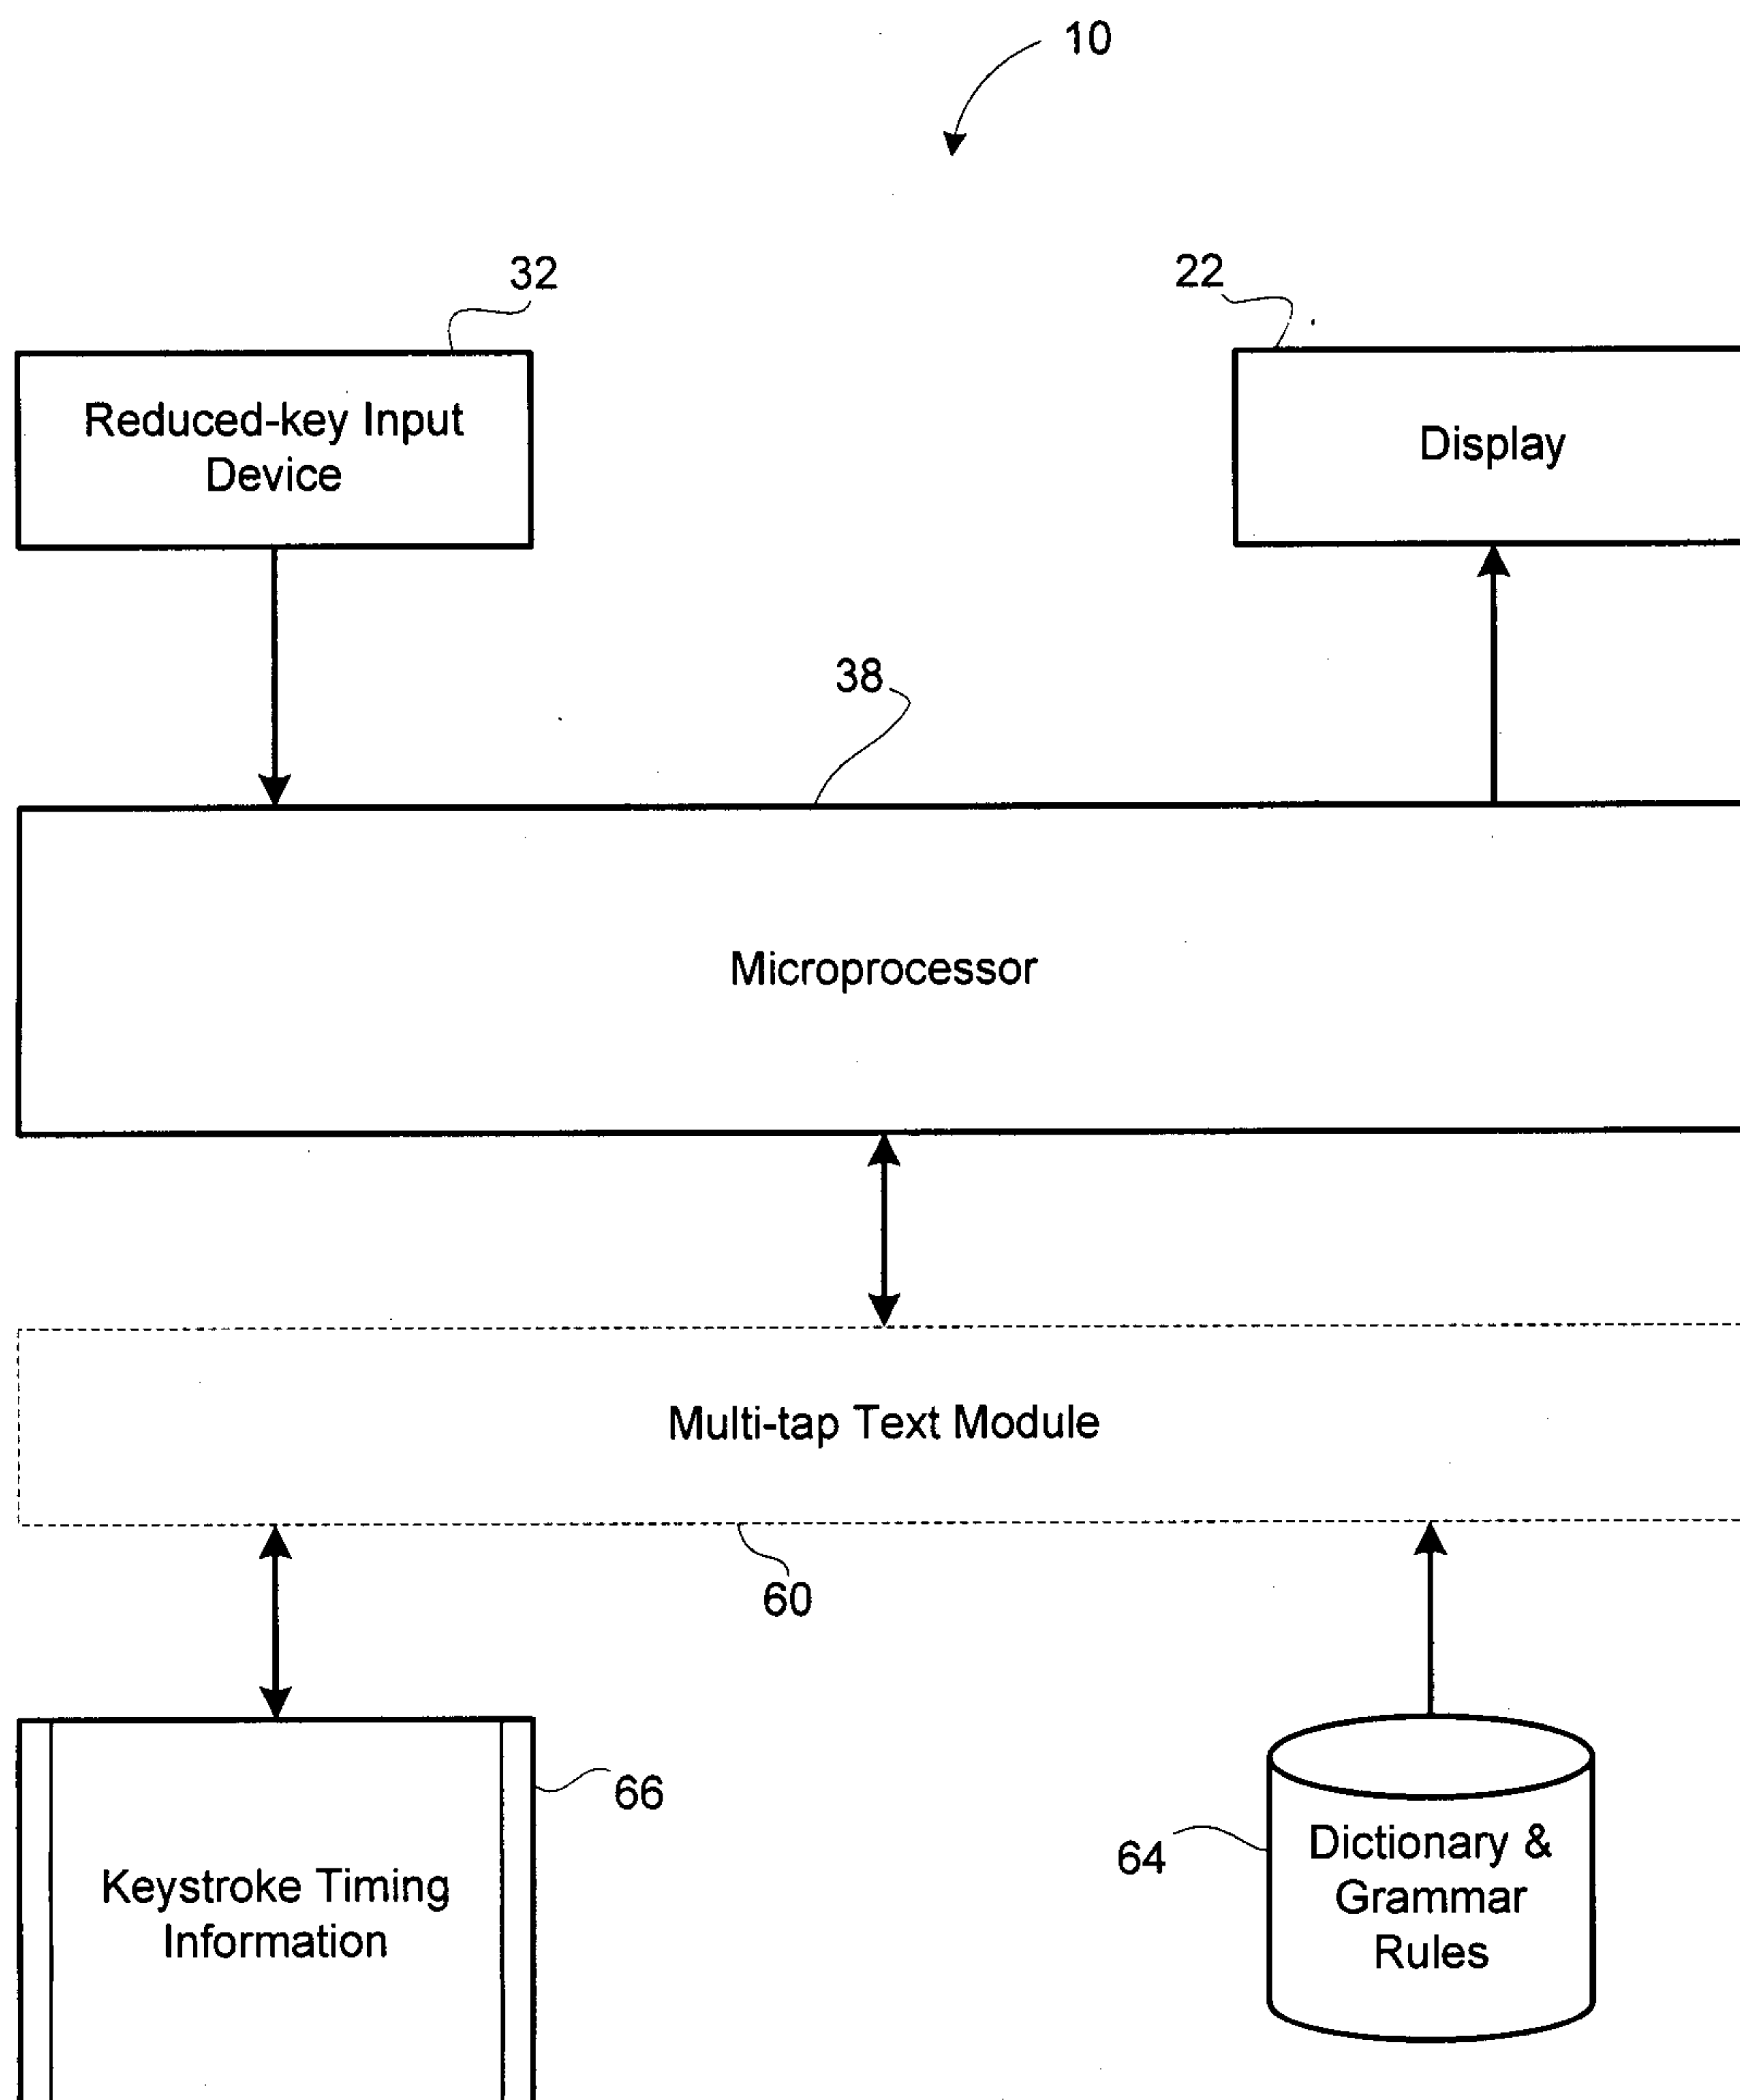 10
32
22
Reduced-key Input
Device
Display
38
Microprocessor
Multi-tap Text Module
60
66
64
Keystroke Timing
Information
Dictionary &
Grammar
Rules